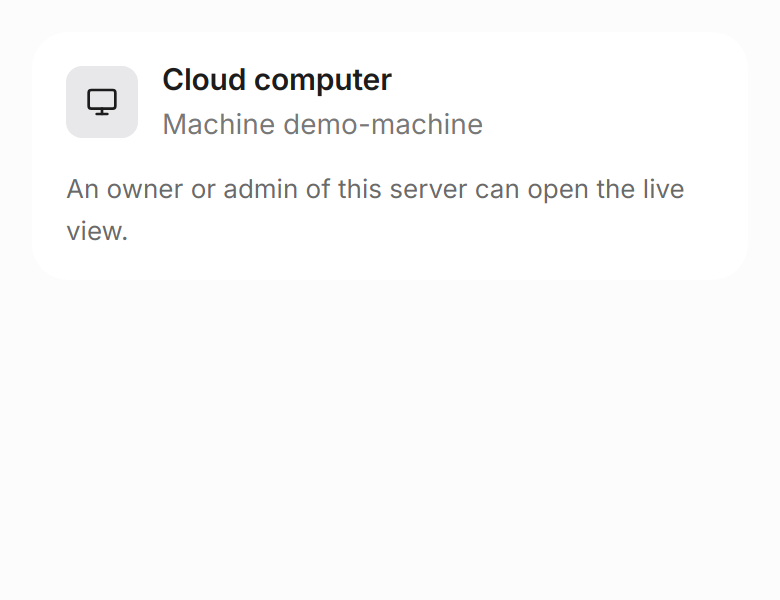 Cloud computer
Machine demo-machine
An owner or admin of this server can open the live
view.